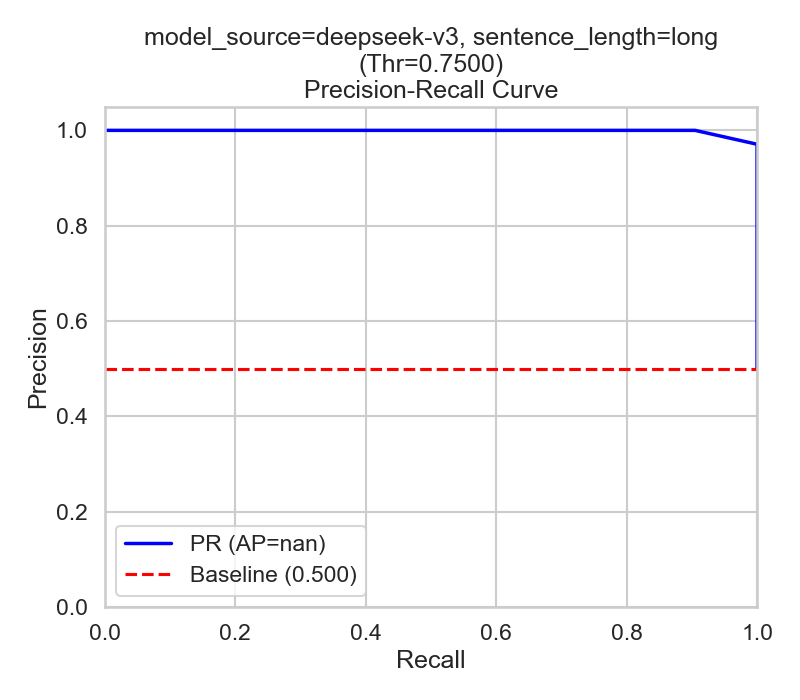 model_source=deepseek-v3, sentence_length=long
(Thr=0.7500)
Precision-Recall Curve
1.0
0.8
0.6
0.4
0.2
0.0
Precision
PR (AP=nan)
Baseline (0.500)
0.0 0.2 0.4 0.6 0.8 1.0
Recall